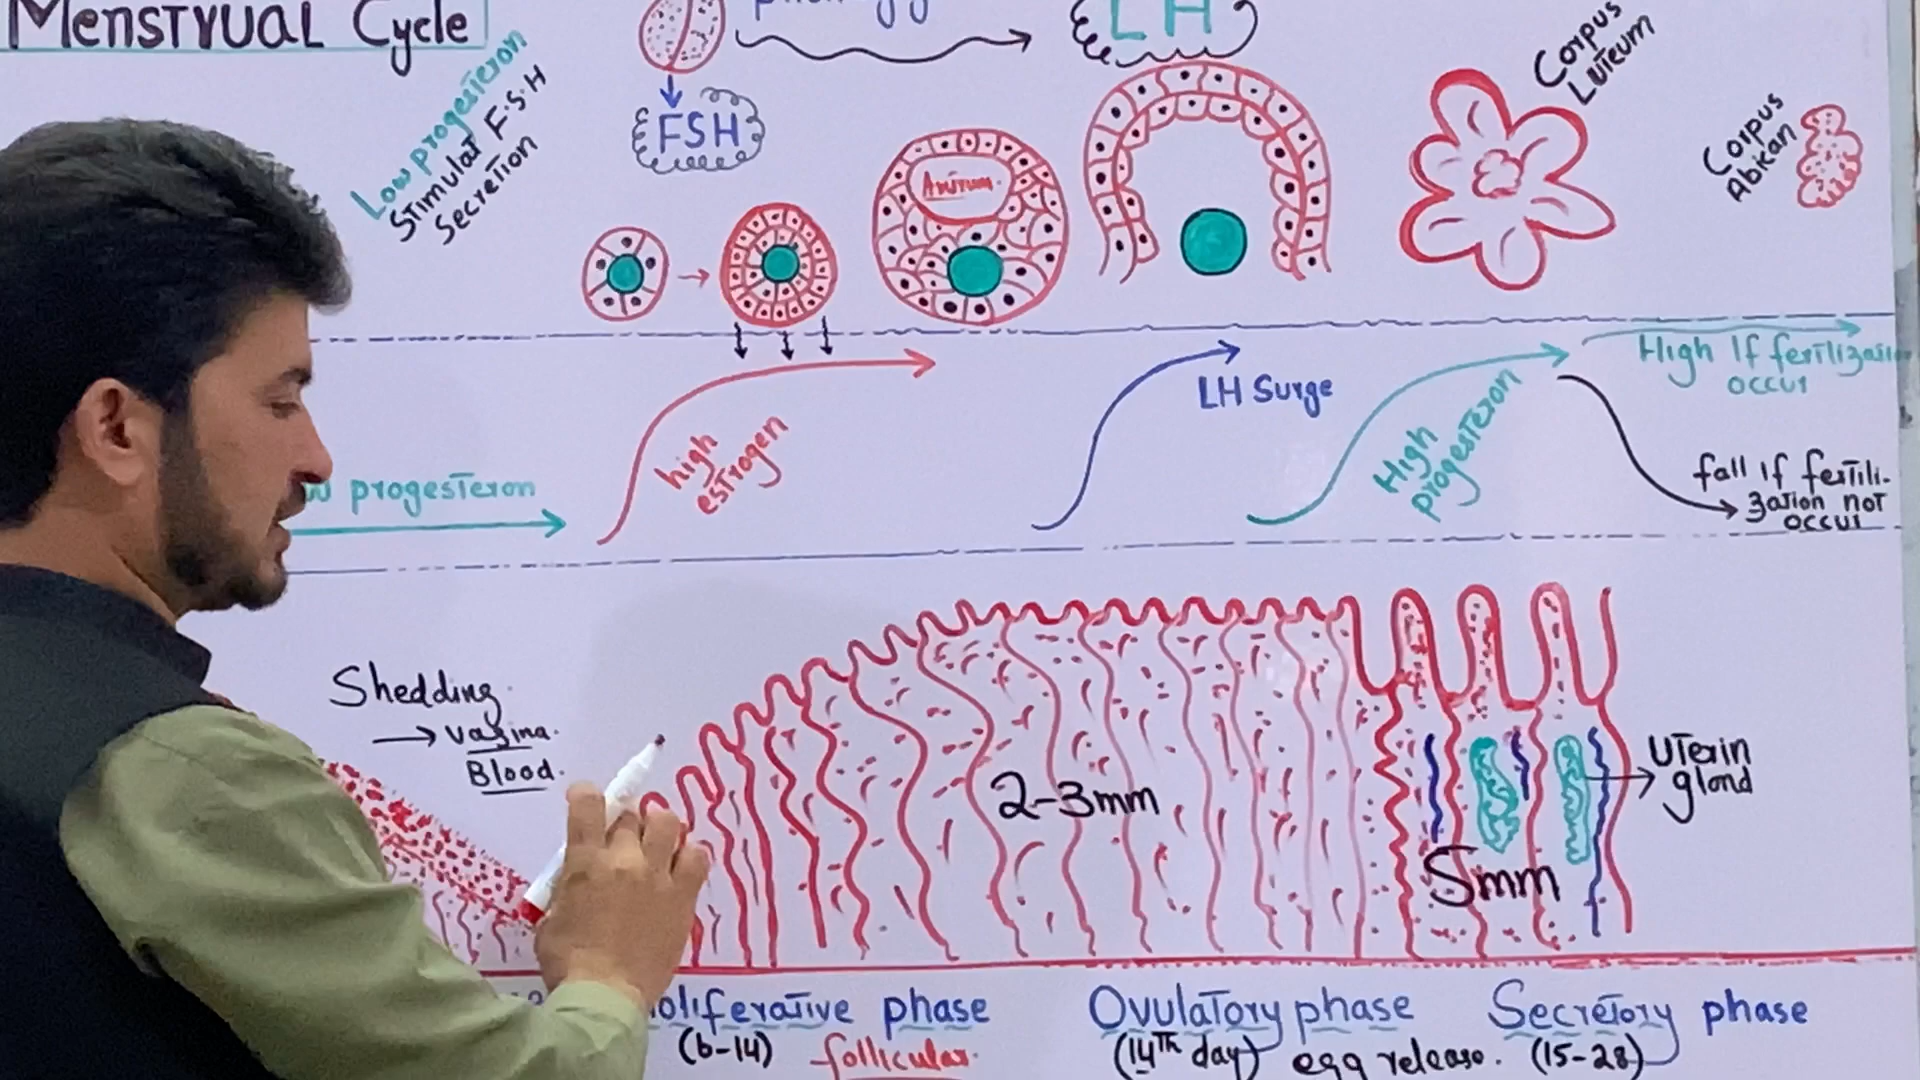 Menstrual Cycle
LH
Low progesteron
Stimulat F.S.H
Secretion
FSH
Antrum
Corpus
Luteum
Corpus
Abican
progesteron
high
estrogen
LH Surge
High
progesteron
High If fertilization
occur
fall If fertili-
zation not
occur
Shedding
→ vagina.
Blood.
2-3mm
5mm
Uterin
gland
oliferative phase
(6-14) follicular.
Ovulatory phase
(14th day) egg release.
Secretory phase
(15-28)